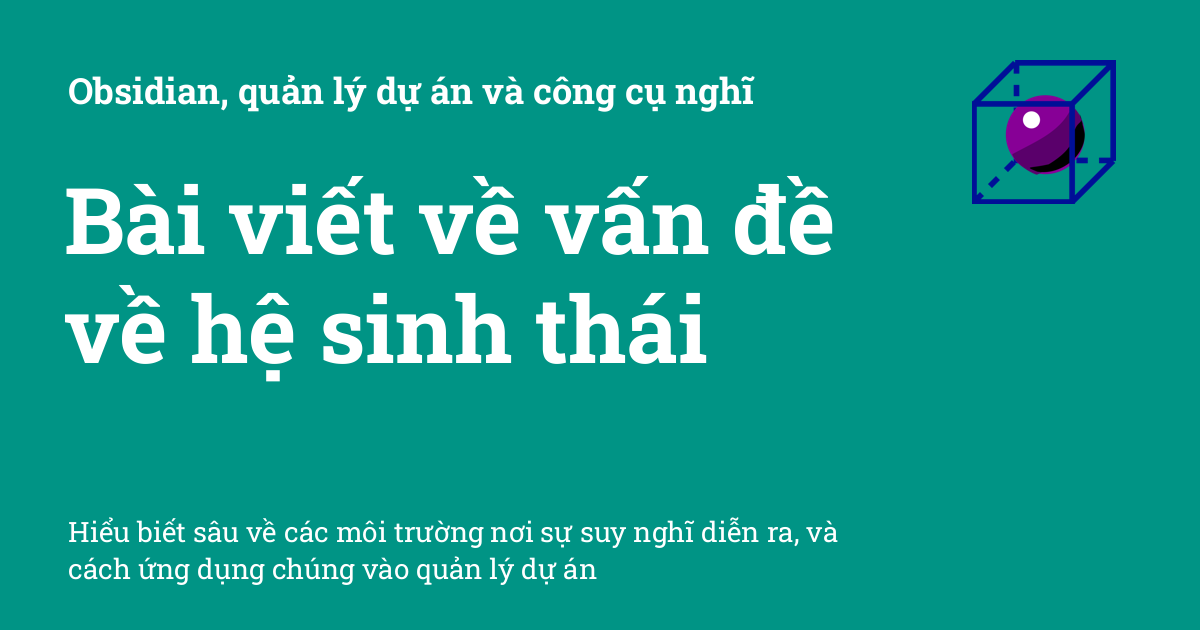 Obsidian, quản lý dự án và công cụ nghĩ
Bài viết về vấn đề
về hệ sinh thái
Hiểu biết sâu về các môi trường nơi sự suy nghĩ diễn ra, và
cách ứng dụng chúng vào quản lý dự án